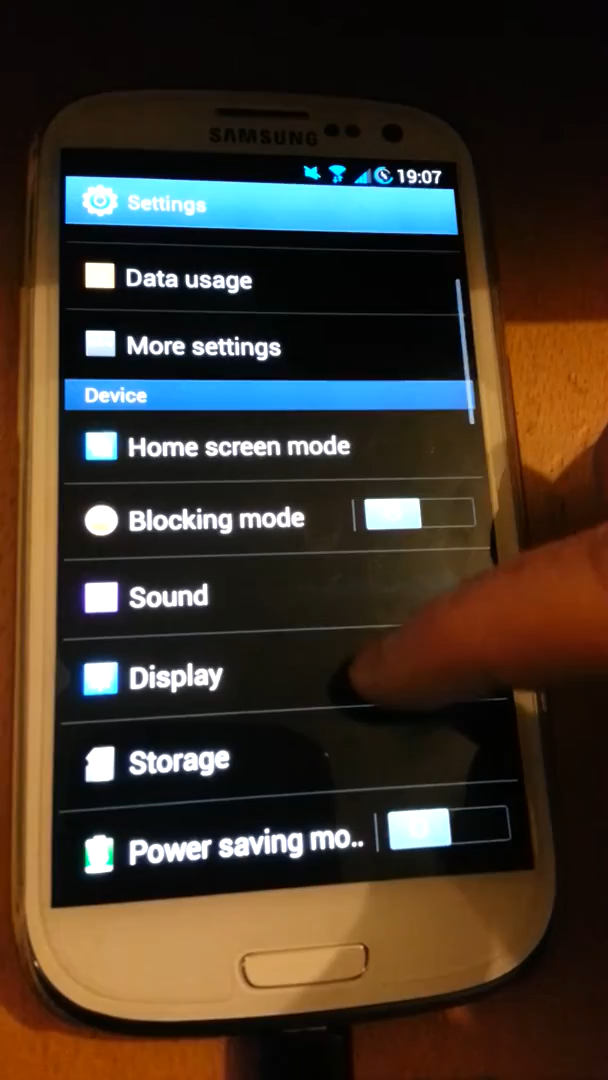 SAMSUNG
19:07
Settings
Data usage
More settings
Device
Home screen mode
Blocking mode
Sound
Display
Storage
Power saving mo..